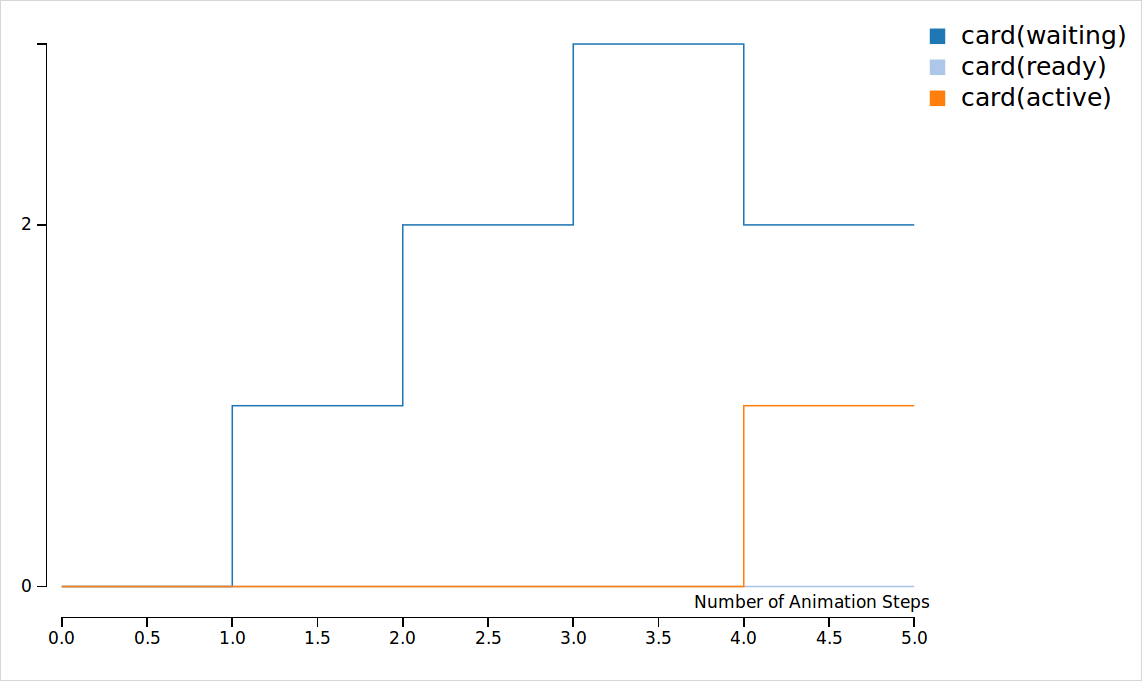 card(waiting)
card(ready)
card(active)
2
0
Number of Animation Steps
0.0 0.5 1.0 1.5 2.0 2.5 3.0 3.5 4.0 4.5 5.0